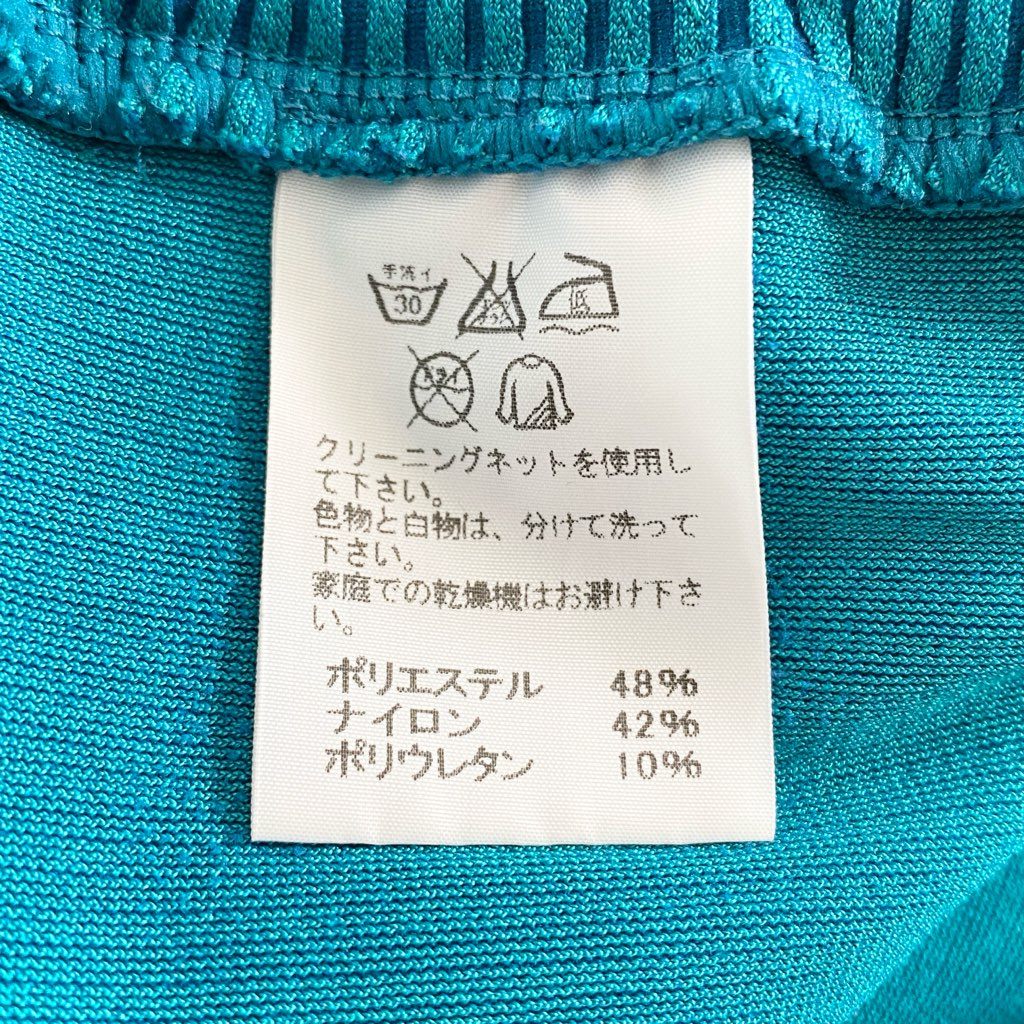 手洗イ
30
低
クリーニングネットを使用し
て下さい。
色物と白物は、分けて洗って
下さい。
家庭での乾燥機はお避け下さ
い。
ポリエステル 48%
ナイロン 42%
ポリウレタン 10%